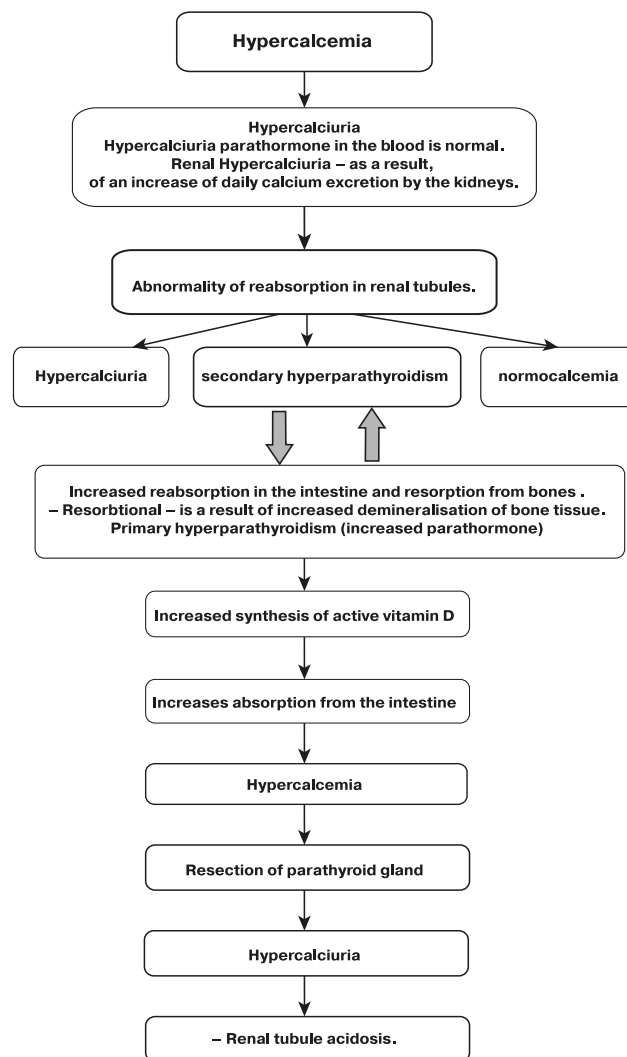 Hypercalcemia
Hypercalciuria
Hypercalciuria parathormone in the blood is normal.
Renal Hypercalciuria – as a result,
of an increase of daily calcium excretion by the kidneys.
Abnormality of reabsorption in renal tubules.
Hypercalciuria
secondary hyperparathyroidism
normocalcemia
Increased reabsorption in the intestine and resorption from bones .
– Resorbtional – is a result of increased demineralisation of bone tissue.
Primary hyperparathyroidism (increased parathormone)
Increased synthesis of active vitamin D
Increases absorption from the intestine
Hypercalcemia
Resection of parathyroid gland
Hypercalciuria
– Renal tubule acidosis.